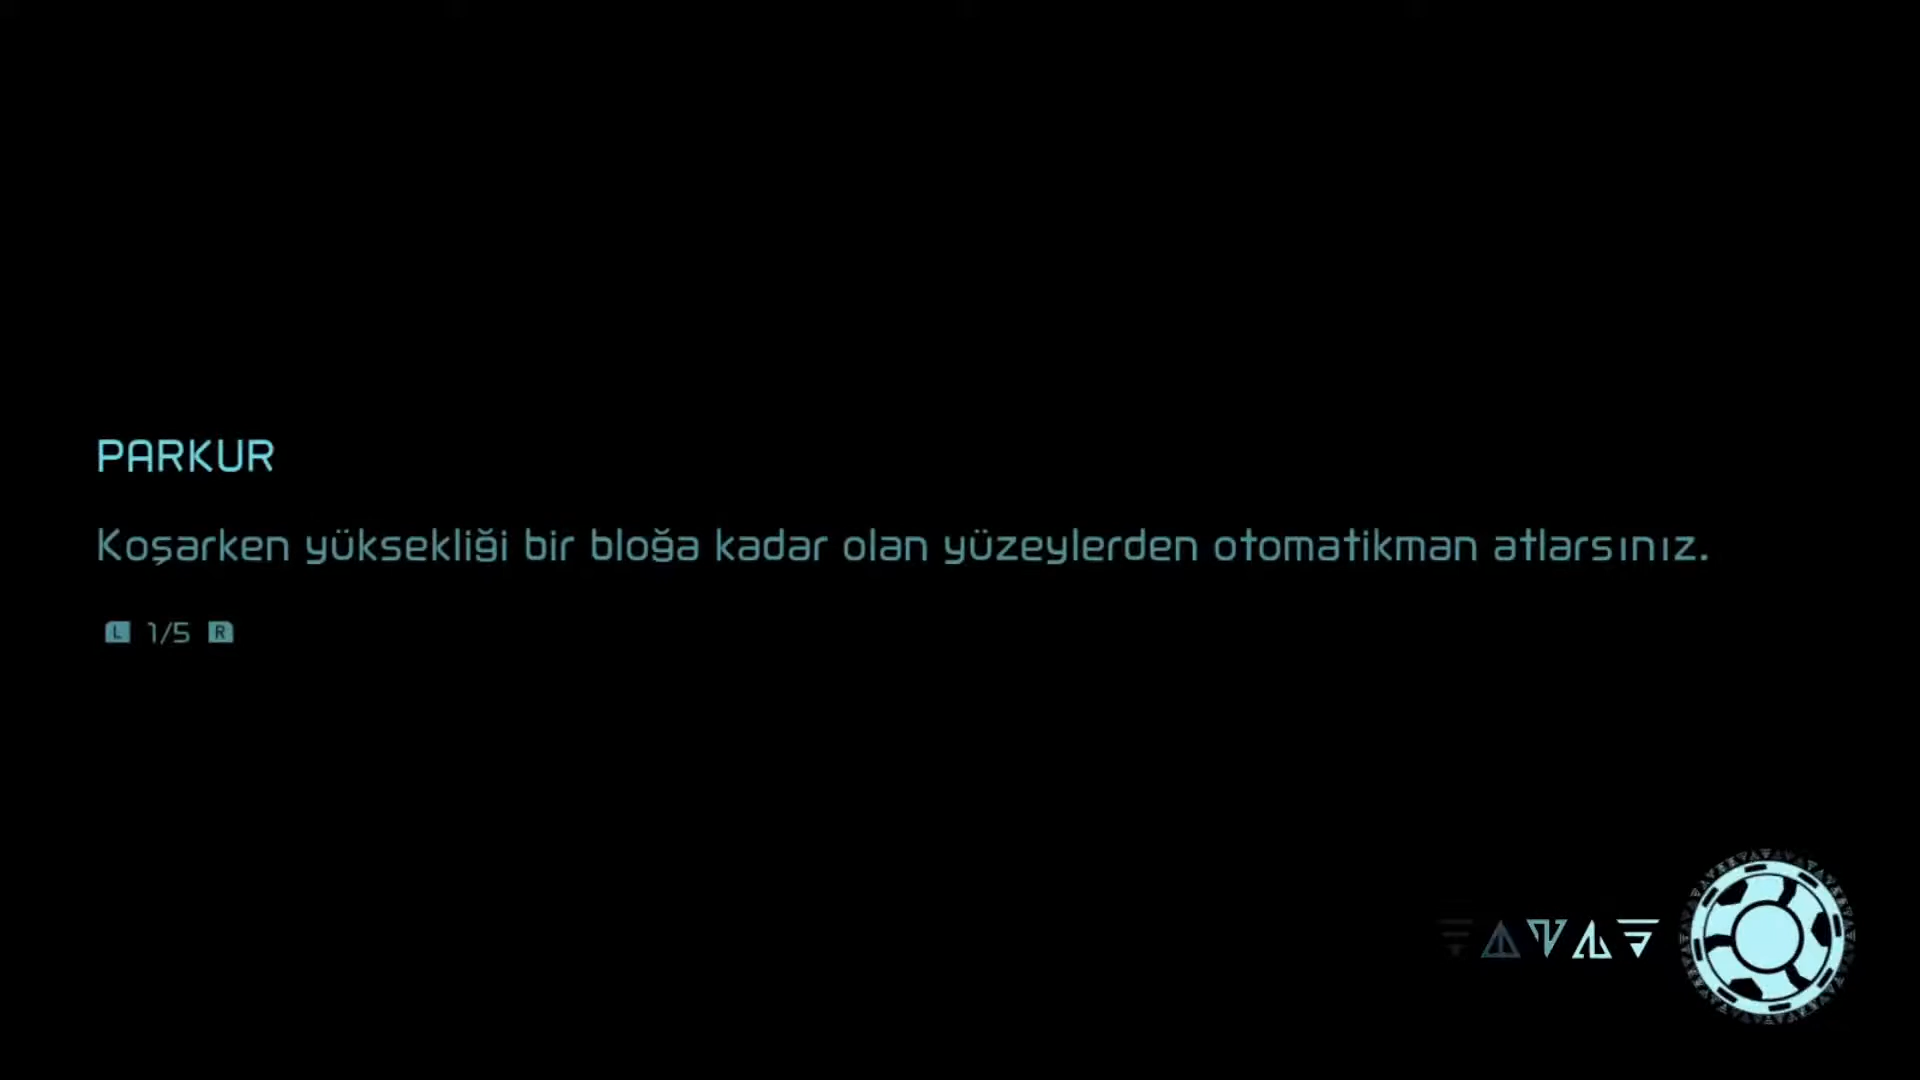 PARKUR
Koşarken yüksekliği bir bloğa kadar olan yüzeylerden otomatikman atlarsınız.
L 1/5 R